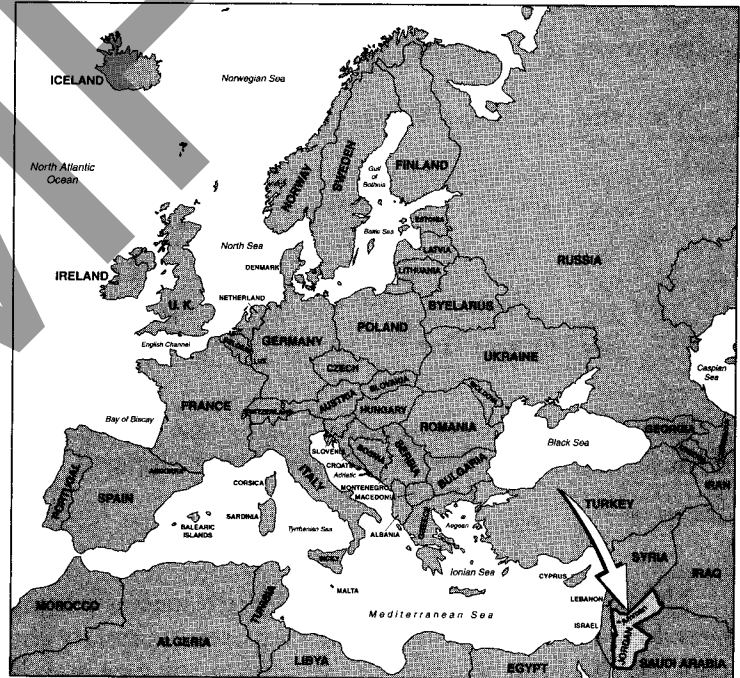 ICELAND
Norwegian Sea
North Atlantic
Ocean
NORWAY
SWEDEN
FINLAND
Gulf
of
Bothnia
RUSSIA
ESTONIA
Baltic Sea
LATVIA
North Sea
DENMARK
LITHUANIA
IRELAND
U. K.
NETHERLAND
BYELARUS
POLAND
GERMANY
English Channel
LUX
UKRAINE
CZECH
SLOVAKIA
Caspian
Sea
AUSTRIA
MOLDOVA
FRANCE
SWITZERLAND
HUNGARY
Bay of Biscay
ROMANIA
GEORGIA
Black Sea
SLOVENIA
CROATIA
BOSNIA
SERBIA
ITALY
Adriatic
BULGARIA
PORTUGAL
SPAIN
CORSICA
MONTENEGRO
MACEDONIA
IRAN
TURKEY
SARDINIA
BALEARIC
ISLANDS
Tyrrhenian Sea
ALBANIA
GREECE
Aegean
SICILY
SYRIA
IRAQ
Ionian Sea
CYPRUS
MALTA
LEBANON
MOROCCO
TUNISIA
Mediterranean Sea
ISRAEL
ALGERIA
JORDAN
LIBYA
EGYPT
SAUDI ARABIA